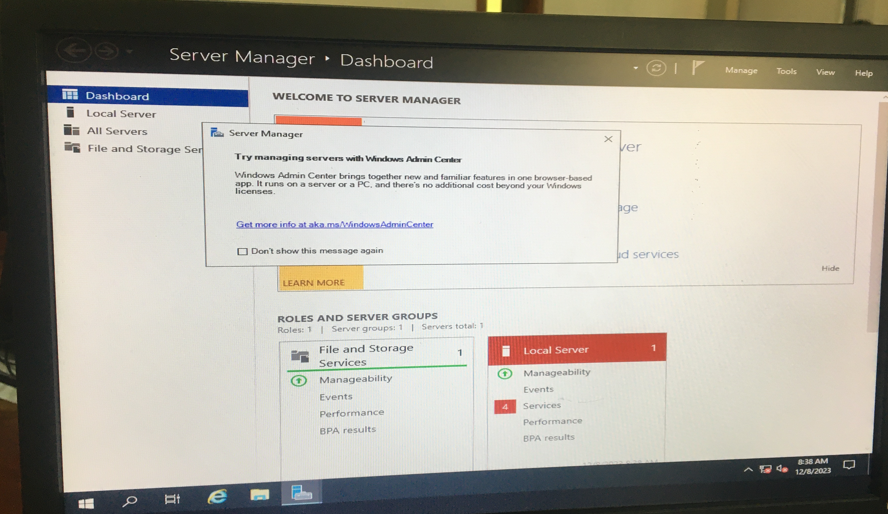 Server Manager ‣ Dashboard
Manage Tools View Help
Dashboard
Local Server
All Servers
File and Storage Ser
WELCOME TO SERVER MANAGER
Server Manager
Try managing servers with Windows Admin Center
Windows Admin Center brings together new and familiar features in one browser-based
app. It runs on a server or a PC, and there's no additional cost beyond your Windows
licenses.
Get more info at aka.ms/WindowsAdminCenter
Don't show this message again
ver
age
ud services
Hide
LEARN MORE
ROLES AND SERVER GROUPS
Roles: 1 | Server groups: 1 | Servers total: 1
File and Storage
Services
1
Manageability
Events
Performance
BPA results
Local Server 1
Manageability
Events
4 Services
Performance
BPA results
8:38 AM
12/8/2023